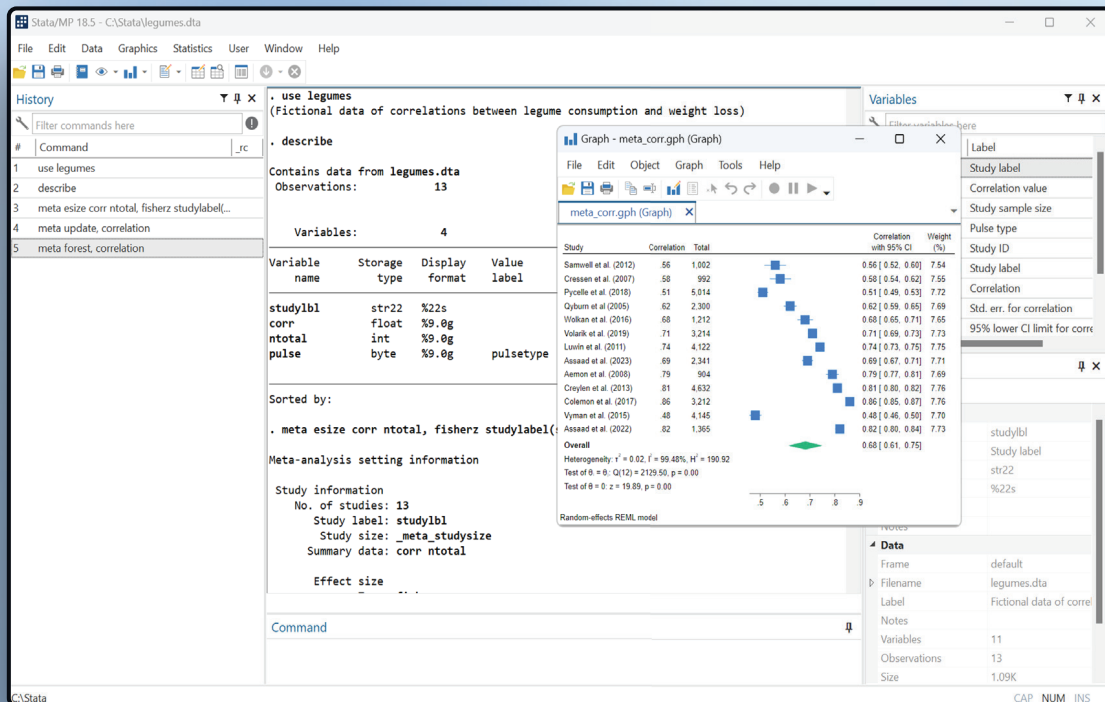 Stata/MP 18.5 - C:\Stata\legumes.dta
File Edit Data Graphics Statistics User Window Help
History
Filter commands here
# Command _rc
1 use legumes
2 describe
3 meta esize corr ntotal, fisherz studylabel(...
4 meta update, correlation
5 meta forest, correlation
. use legumes
(Fictional data of correlations between legume consumption and weight loss)
. describe
Contains data from legumes.dta
Observations: 13
Variables: 4
Variable Storage Display Value
name type format label
studylbl str22 %22s
corr float %9.0g
ntotal int %9.0g
pulse byte %9.0g pulsetype
Sorted by:
. meta esize corr ntotal, fisherz studylabel(s
Meta-analysis setting information
Study information
No. of studies: 13
Study label: studylbl
Study size: _meta_studysize
Summary data: corr ntotal
Effect size
Command
Graph - meta_corr.gph (Graph)
File Edit Object Graph Tools Help
meta_corr.gph (Graph)
Correlation Weight
Study Correlation Total with 95% CI (%)
Samwell et al. (2012) .56 1,002 0.56 [ 0.52, 0.60] 7.54
Cressen et al. (2007) .58 992 0.58 [ 0.54, 0.62] 7.55
Pycelle et al. (2018) .51 5,014 0.51 [ 0.49, 0.53] 7.72
Qyburn et al (2005) .62 2,300 0.62 [ 0.59, 0.65] 7.69
Wolkan et al. (2016) .68 1,212 0.68 [ 0.65, 0.71] 7.65
Volarik et al. (2019) .71 3,214 0.71 [ 0.69, 0.73] 7.73
Luwin et al. (2011) .74 4,122 0.74 [ 0.73, 0.75] 7.75
Assaad et al. (2023) .69 2,341 0.69 [ 0.67, 0.71] 7.71
Aemon et al. (2008) .79 904 0.79 [ 0.77, 0.81] 7.69
Creylen et al. (2013) .81 4,632 0.81 [ 0.80, 0.82] 7.76
Colemon et al. (2017) .86 3,212 0.86 [ 0.85, 0.87] 7.76
Vyman et al. (2015) .48 4,145 0.48 [ 0.46, 0.50] 7.70
Assaad et al. (2022) .82 1,365 0.82 [ 0.80, 0.84] 7.73
Overall 0.68 [ 0.61, 0.75]
Heterogeneity: τ² = 0.02, I² = 99.48%, H² = 190.92
Test of θᵢ = θⱼ: Q(12) = 2129.50, p = 0.00
Test of θ = 0: z = 19.89, p = 0.00
.5 .6 .7 .8 .9
Random-effects REML model
Variables
Filter variables here
Label
Study label
Correlation value
Study sample size
Pulse type
Study ID
Study label
Correlation
Std. err. for correlation
95% lower CI limit for corre
studylbl
Study label
str22
%22s
Notes
Data
Frame default
Filename legumes.dta
Label Fictional data of correl
Notes
Variables 11
Observations 13
Size 1.09K
C:\Stata
CAP NUM INS